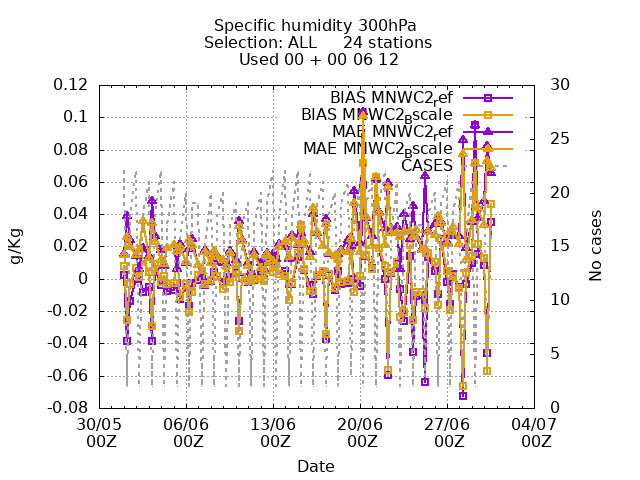 Specific humidity 300hPa
Selection: ALL     24 stations
Used 00 + 00 06 12
0.12
0.1
0.08
0.06
0.04
0.02
0
-0.02
-0.04
-0.06
-0.08
g/Kg
BIAS MNWC2_ref
BIAS MNWC2_Bscale
MAE MNWC2_ref
MAE MNWC2_Bscale
CASES
30
25
20
15
10
5
0
No cases
30/05 06/06 13/06 20/06 27/06 04/07
00Z 00Z 00Z 00Z 00Z 00Z
Date